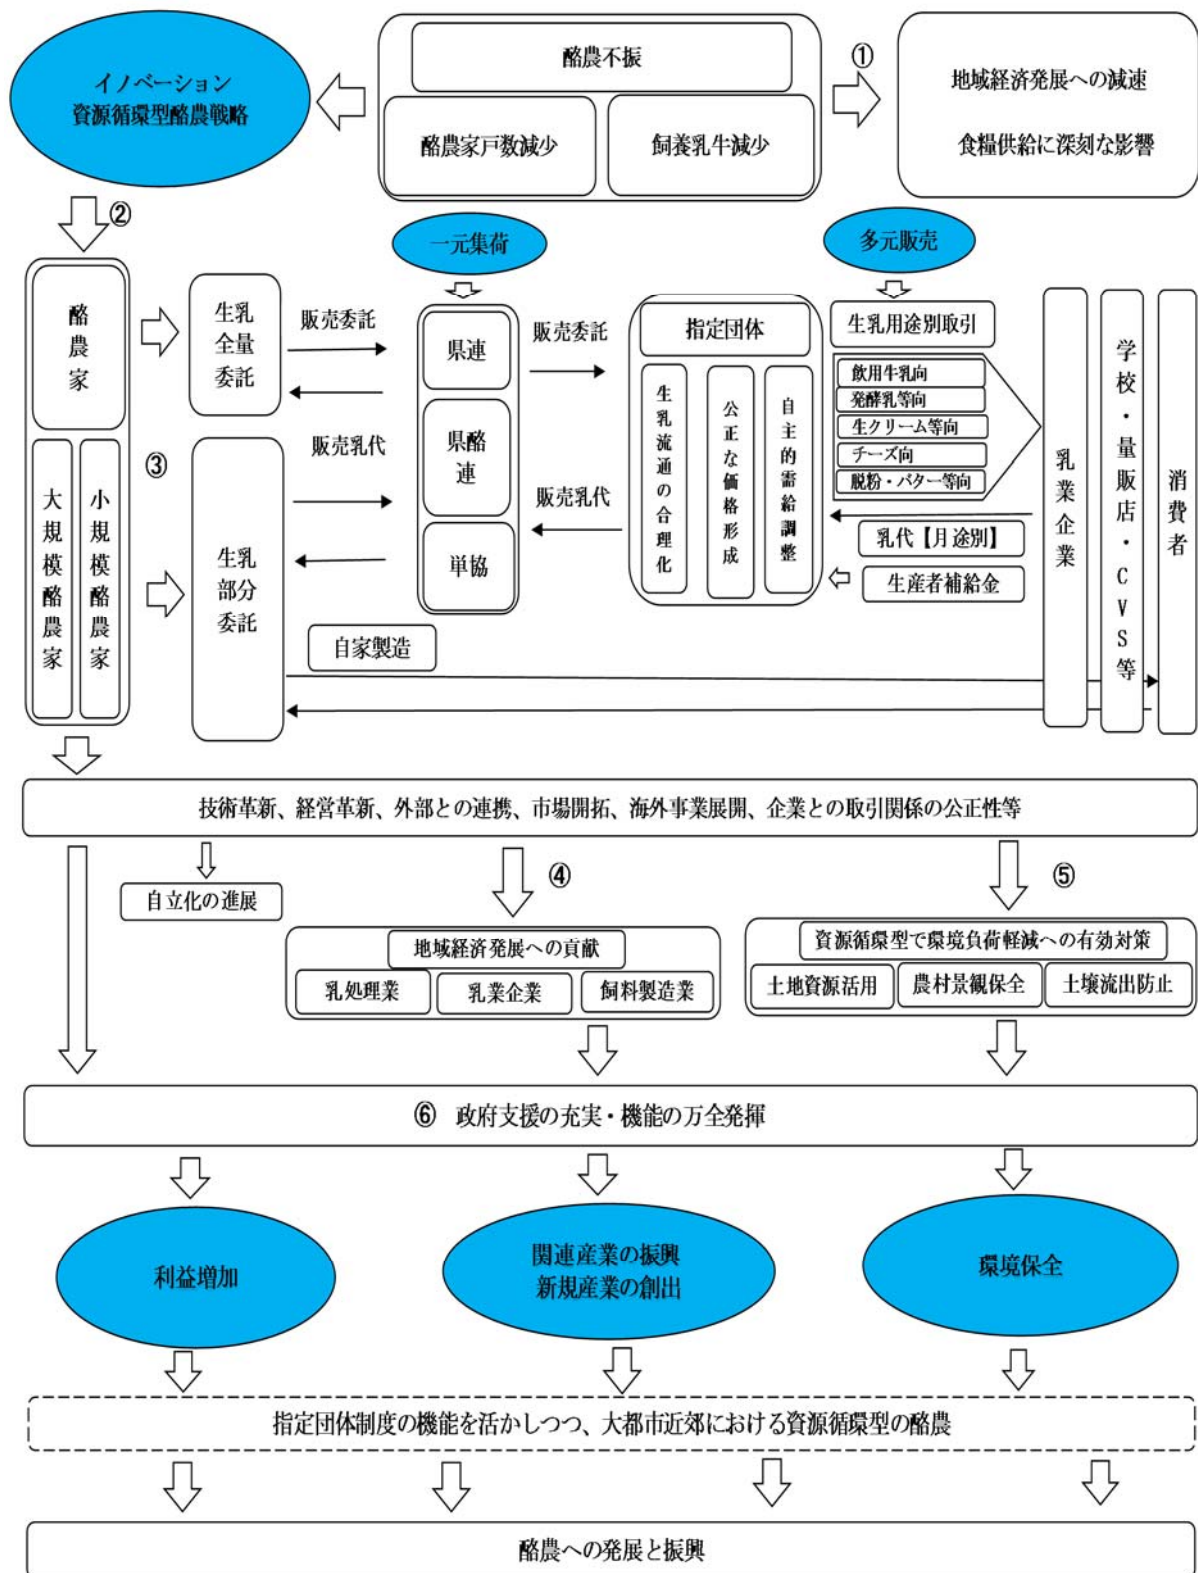 イノベーション
資源循環型酪農戦略
酪農不振
酪農家戸数減少
飼養乳牛減少
①
地域経済発展への減速
食糧供給に深刻な影響
②
一元集荷
多元販売
酪農家
大規模酪農家
小規模酪農家
③
生乳
全量
委託
生乳
部分
委託
販売委託
販売乳代
県連
県酪
連
単協
販売委託
販売乳代
指定団体
生乳流通の合理化
公正な価格形成
自主的需給調整
生乳用途別取引
飲用牛乳向
発酵乳等向
生クリーム等向
チーズ向
脱粉・バター等向
乳代【月途別】
生産者補給金
乳業企業
学校・量販店・CVS等
消費者
自家製造
技術革新、経営革新、外部との連携、市場開拓、海外事業展開、企業との取引関係の公正性等
自立化の進展
④
地域経済発展への貢献
乳処理業
乳業企業
飼料製造業
⑤
資源循環型で環境負荷軽減への有効対策
土地資源活用
農村景観保全
土壌流出防止
⑥ 政府支援の充実・機能の万全発揮
利益増加
関連産業の振興
新規産業の創出
環境保全
指定団体制度の機能を活かしつつ、大都市近郊における資源循環型の酪農
酪農への発展と振興